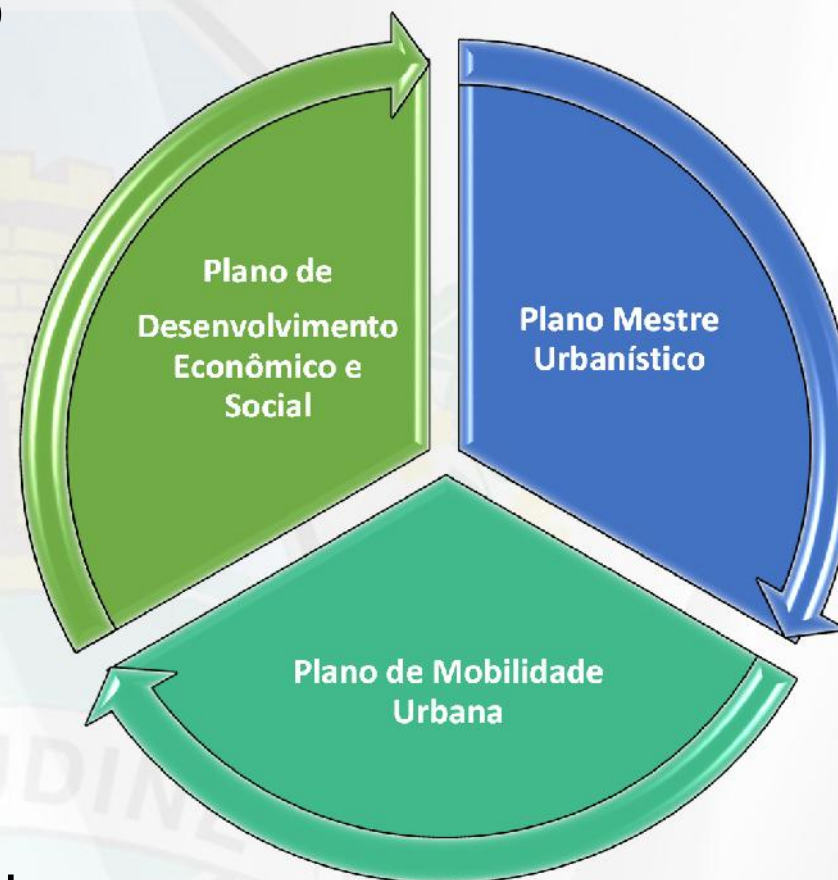 Plano de
Desenvolvimento
Econômico e
Social
Plano Mestre
Urbanístico
Plano de Mobilidade
Urbana